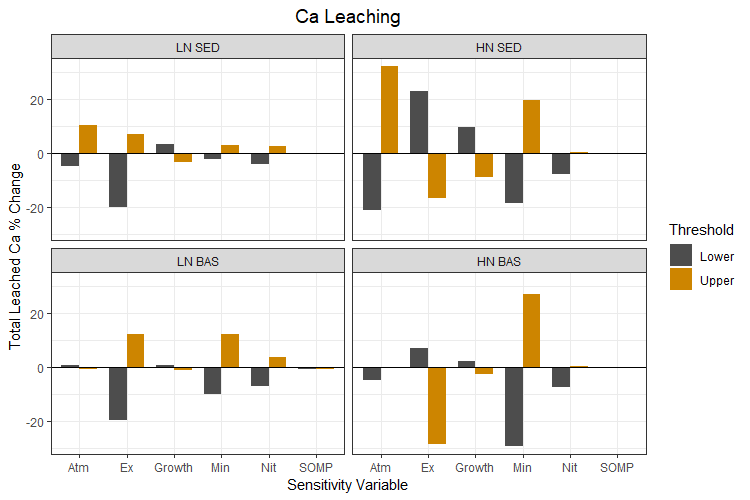 Ca Leaching
LN SED
HN SED
20
0
-20
LN BAS
HN BAS
20
0
-20
Total Leached Ca % Change
Atm Ex Growth Min Nit SOMP
Atm Ex Growth Min Nit SOMP
Sensitivity Variable
Threshold
Lower
Upper